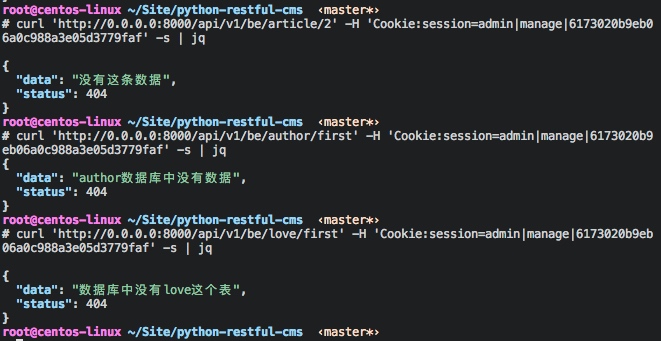 root@centos-linux ~/Site/python-restful-cms ‹master*›
# curl 'http://0.0.0.0:8000/api/v1/be/article/2' -H 'Cookie:session=admin|manage|6173020b9eb0
6a0c988a3e05d3779faf' -s | jq
{
"data": "没有这条数据",
"status": 404
}
root@centos-linux ~/Site/python-restful-cms ‹master*›
# curl 'http://0.0.0.0:8000/api/v1/be/author/first' -H 'Cookie:session=admin|manage|6173020b9
eb06a0c988a3e05d3779faf' -s | jq
{
"data": "author数据库中没有数据",
"status": 404
}
root@centos-linux ~/Site/python-restful-cms ‹master*›
# curl 'http://0.0.0.0:8000/api/v1/be/love/first' -H 'Cookie:session=admin|manage|6173020b9eb
06a0c988a3e05d3779faf' -s | jq
{
"data": "数据库中没有love这个表",
"status": 404
}
root@centos-linux ~/Site/python-restful-cms ‹master*›